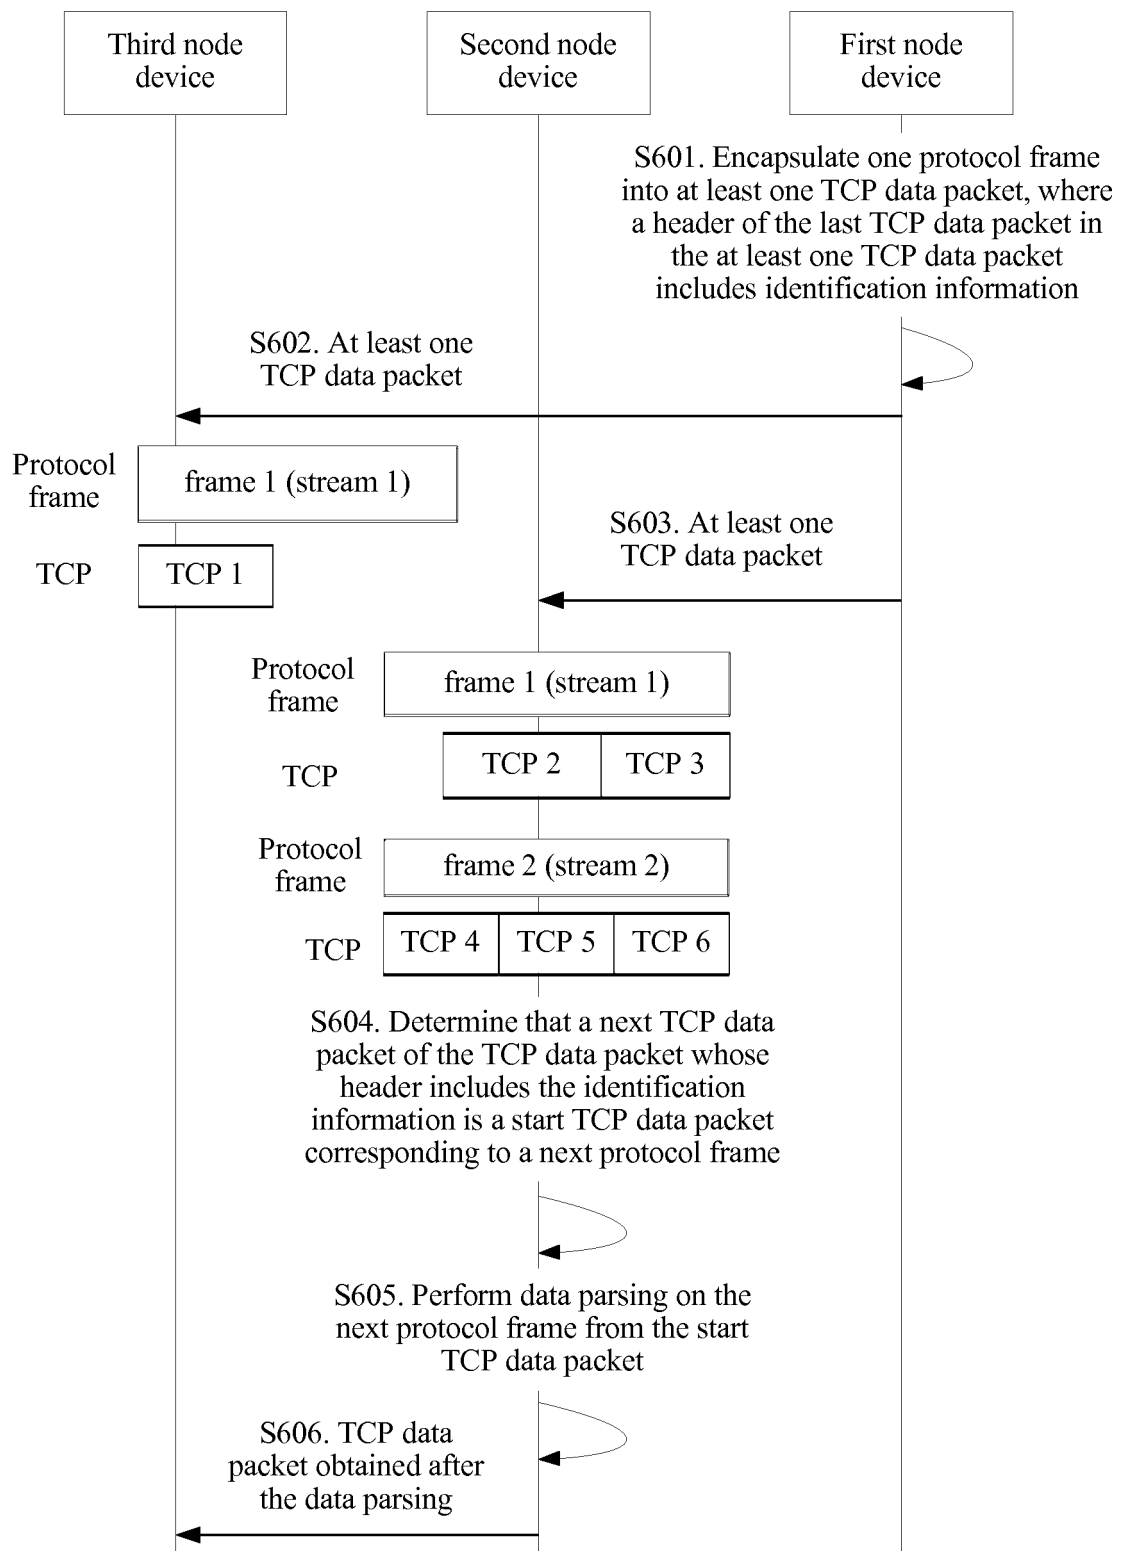 Third node
device
Second node
device
First node
device
S601. Encapsulate one protocol frame
into at least one TCP data packet, where
a header of the last TCP data packet in
the at least one TCP data packet
includes identification information
S602. At least one
TCP data packet
Protocol
frame
frame 1 (stream 1)
TCP
TCP 1
S603. At least one
TCP data packet
Protocol
frame
frame 1 (stream 1)
TCP
TCP 2
TCP 3
Protocol
frame
frame 2 (stream 2)
TCP
TCP 4
TCP 5
TCP 6
S604. Determine that a next TCP data
packet of the TCP data packet whose
header includes the identification
information is a start TCP data packet
corresponding to a next protocol frame
S605. Perform data parsing on the
next protocol frame from the start
TCP data packet
S606. TCP data
packet obtained after
the data parsing